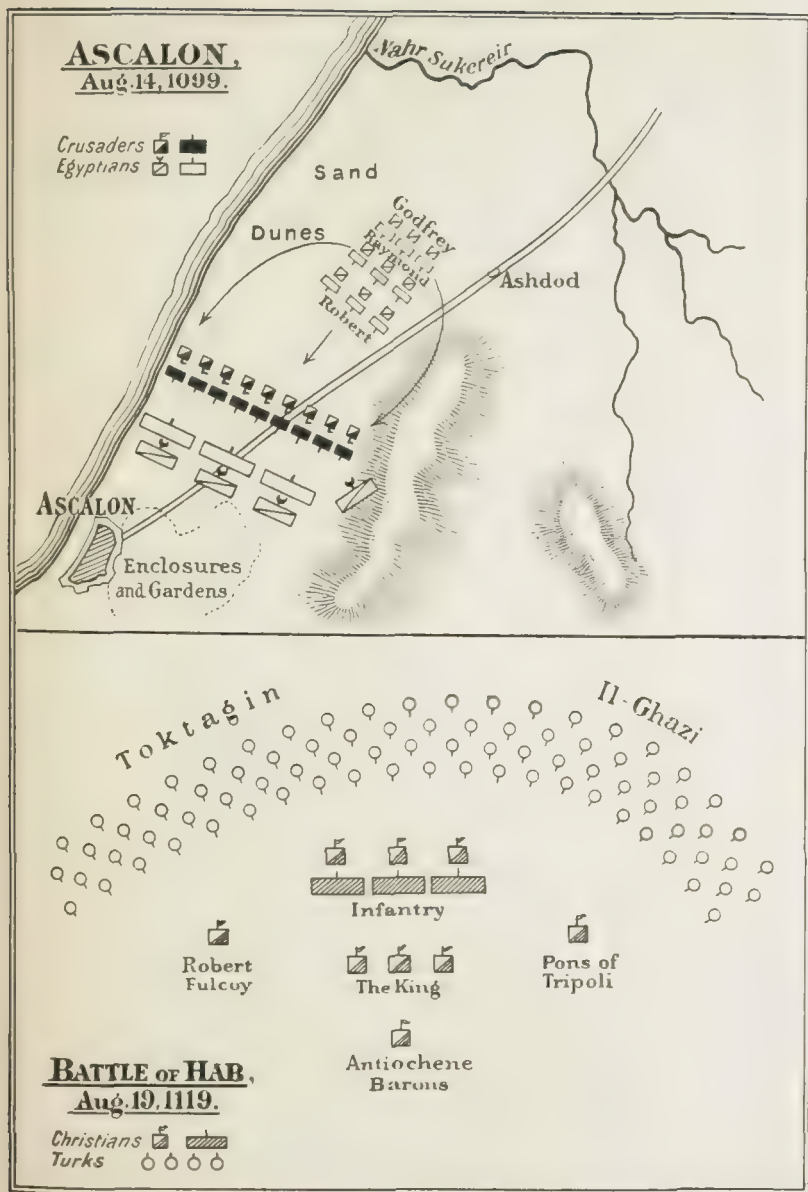 ASCALON,
Aug. 14, 1099.
Crusaders
Egyptians
Nahr Sukereir
Sand
Dunes
Godfrey
Raymond
Robert
Ashdod
ASCALON
Enclosures
and Gardens
Toktagin
Il-Ghazi
Infantry
Robert
Fulcoy
The King
Pons of
Tripoli
Antiochene
Barons
BATTLE OF HAB,
Aug. 19, 1119.
Christians
Turks